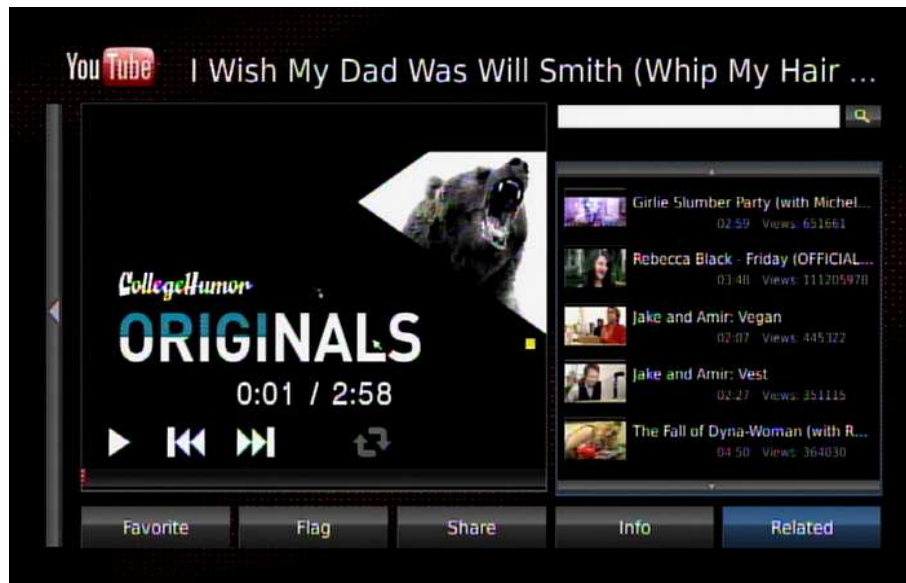 You Tube
I Wish My Dad Was Will Smith (Whip My Hair ...
CollegeHumor
ORIGINALS
0:01 / 2:58
Girlie Slumber Party (with Michel...
02:59 Views: 651661
Rebecca Black - Friday (OFFICIAL...
03:48 Views: 111205978
Jake and Amir: Vegan
02:07 Views: 445322
Jake and Amir: Vest
02:27 Views: 351115
The Fall of Dyna-Woman (with R...
04:50 Views: 364030
Favorite
Flag
Share
Info
Related